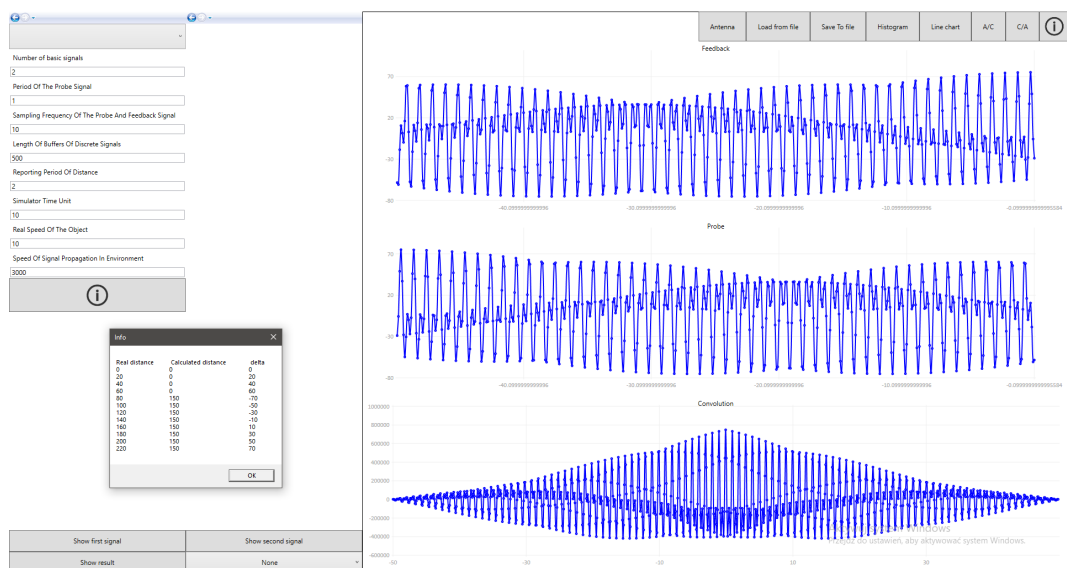 Number of basic signals
2
Period Of The Probe Signal
1
Sampling Frequency Of The Probe And Feedback Signal
10
Length Of Buffers Of Discrete Signals
500
Reporting Period Of Distance
2
Simulator Time Unit
10
Real Speed Of The Object
10
Speed Of Signal Propagation In Environment
3000
Info
Real distance Calculated distance delta
0 0 0
20 0 20
40 0 40
60 0 60
80 150 -70
100 150 -50
120 150 -30
140 150 -10
160 150 10
180 150 30
200 150 50
220 150 70
OK
Show first signal Show second signal
Show result None
Antenna Load from file Save To file Histogram Line chart A/C C/A
Feedback
70
20
-30
-80
-40.0999999999996 -30.0999999999996 -20.0999999999996 -10.0999999999996 -0.0999999999995584
Probe
70
20
-30
-80
-40.0999999999996 -30.0999999999996 -20.0999999999996 -10.0999999999996 -0.0999999999995584
Convolution
1000000
800000
600000
400000
200000
0
-200000
-400000
-600000
-50 -30 -10 10 30
Przejdź do ustawień, aby aktywować system Windows.